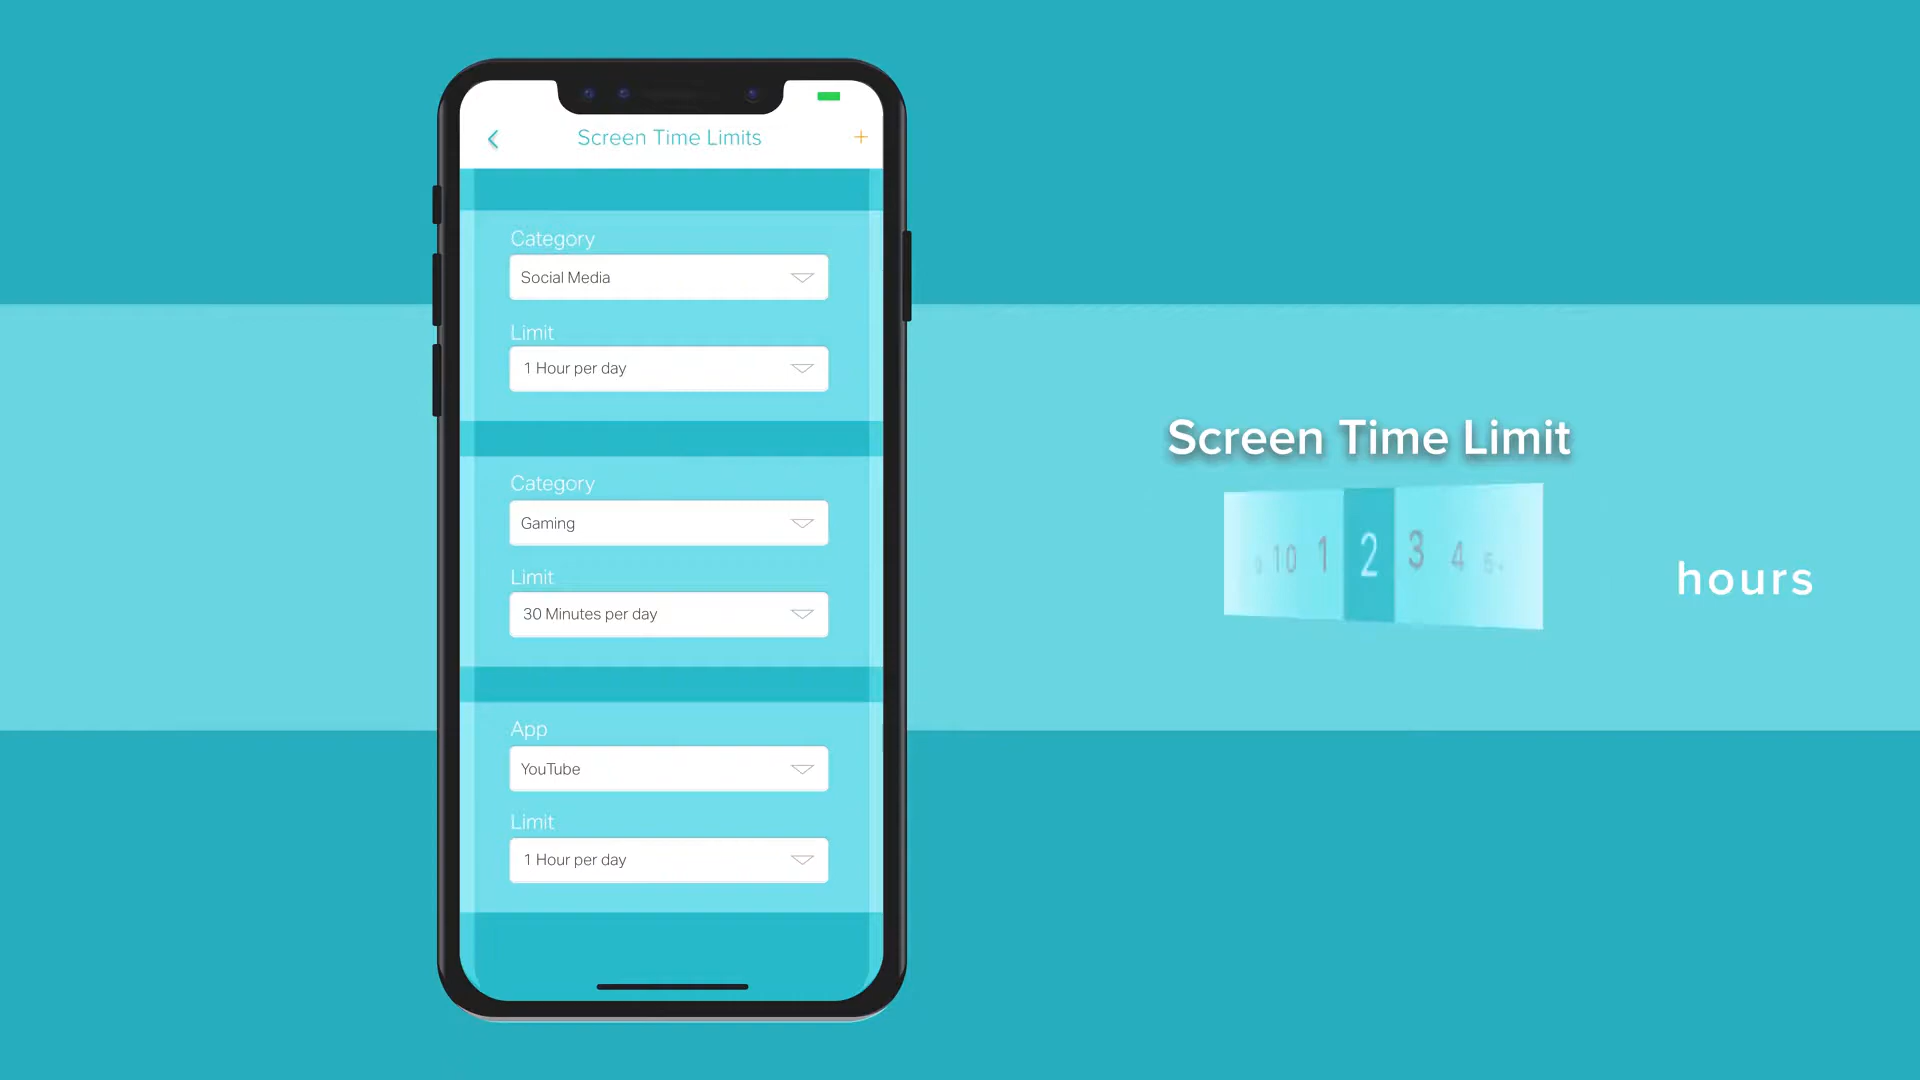 Screen Time Limits
+
Category
Social Media
Limit
1 Hour per day
Category
Gaming
Limit
30 Minutes per day
App
YouTube
Limit
1 Hour per day
Screen Time Limit
10 1 2 3 4
hours